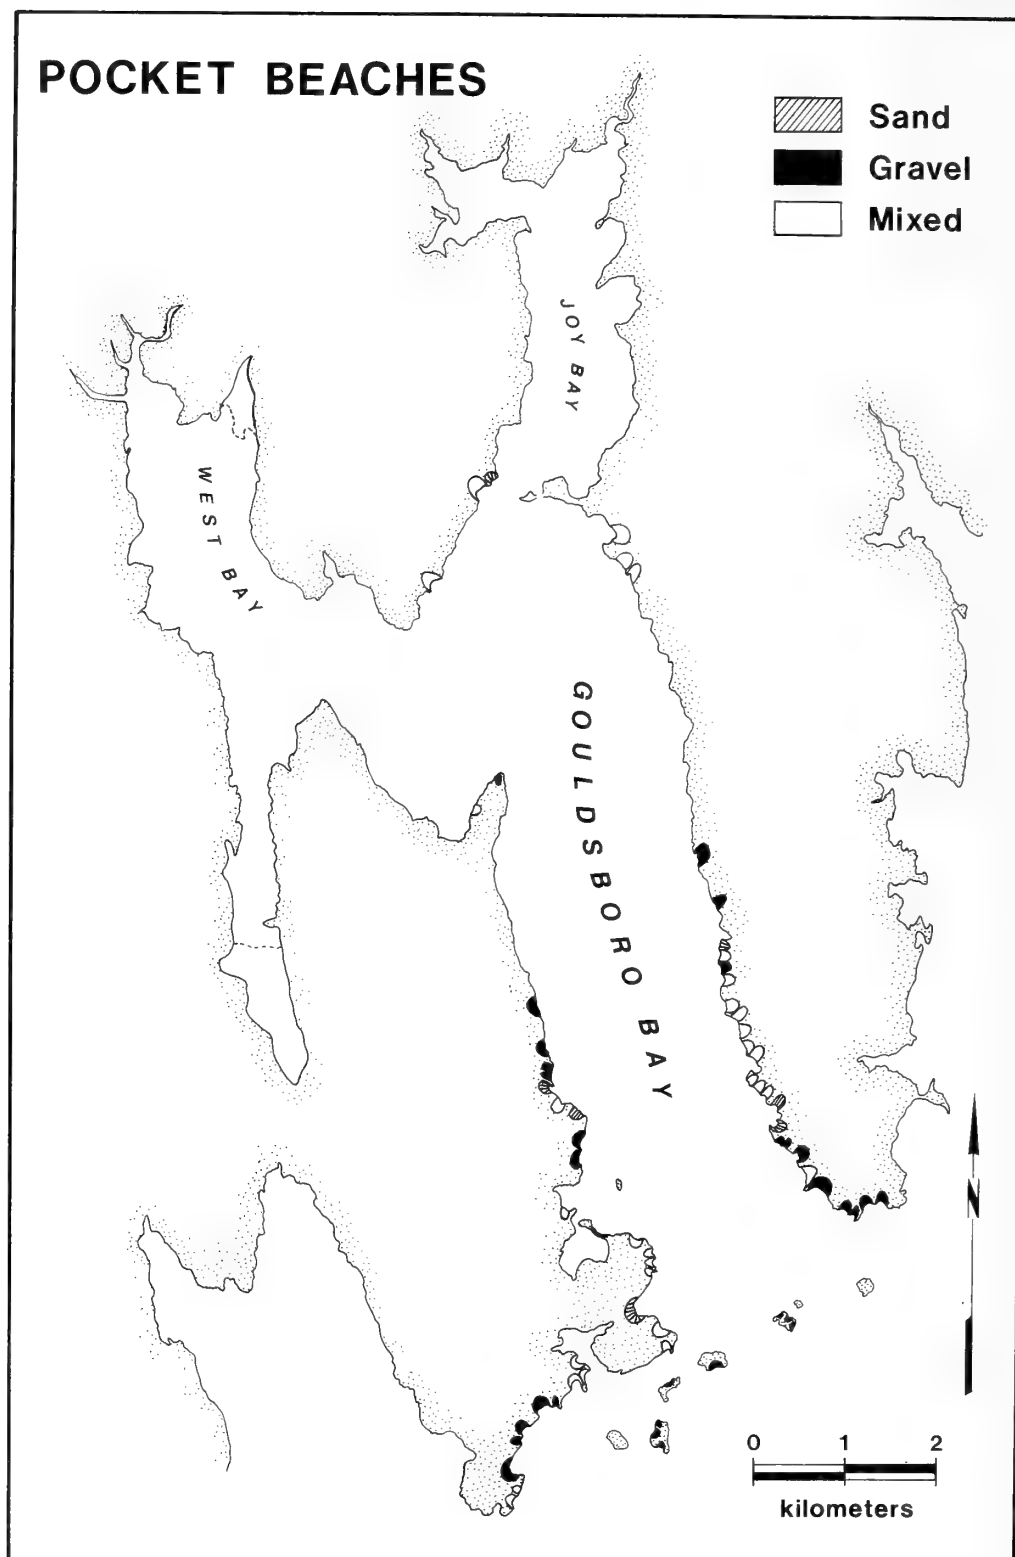 POCKET BEACHES
Sand
Gravel
Mixed
JOY BAY
WEST BAY
GOULDSBORO BAY
N
0 1 2
kilometers